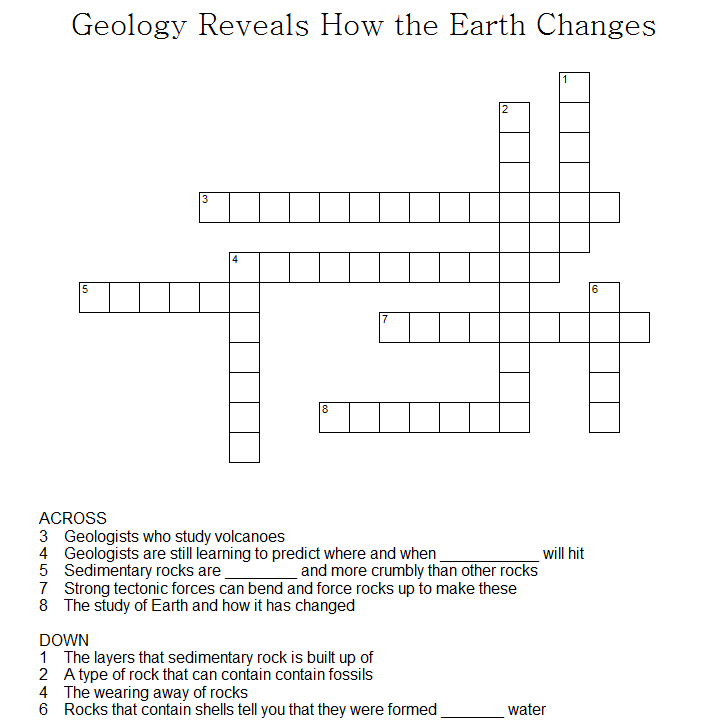 Geology Reveals How the Earth Changes
1
2
3
4
5
6
7
8
ACROSS
3 Geologists who study volcanoes
4 Geologists are still learning to predict where and when ____________ will hit
5 Sedimentary rocks are _________ and more crumbly than other rocks
7 Strong tectonic forces can bend and force rocks up to make these
8 The study of Earth and how it has changed
DOWN
1 The layers that sedimentary rock is built up of
2 A type of rock that can contain contain fossils
4 The wearing away of rocks
6 Rocks that contain shells tell you that they were formed ________ water